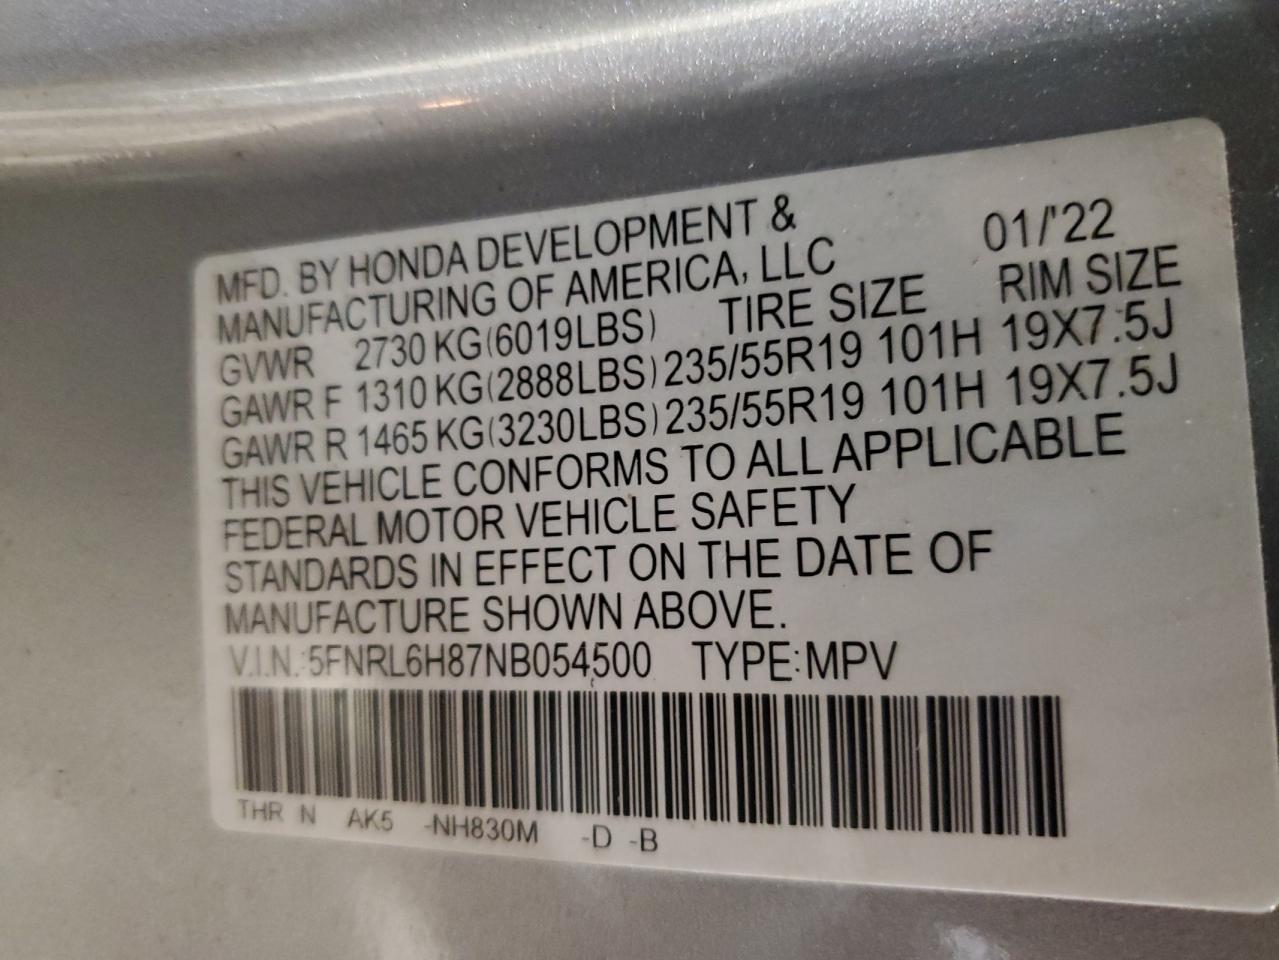 MFD. BY HONDA DEVELOPMENT &
MANUFACTURING OF AMERICA, LLC 01/'22
GVWR 2730 KG(6019LBS) TIRE SIZE RIM SIZE
GAWR F 1310 KG(2888LBS) 235/55R19 101H 19X7.5J
GAWR R 1465 KG(3230LBS) 235/55R19 101H 19X7.5J
THIS VEHICLE CONFORMS TO ALL APPLICABLE
FEDERAL MOTOR VEHICLE SAFETY
STANDARDS IN EFFECT ON THE DATE OF
MANUFACTURE SHOWN ABOVE.
V.I.N.:5FNRL6H87NB054500 TYPE:MPV
THR N AK5 -NH830M -D -B